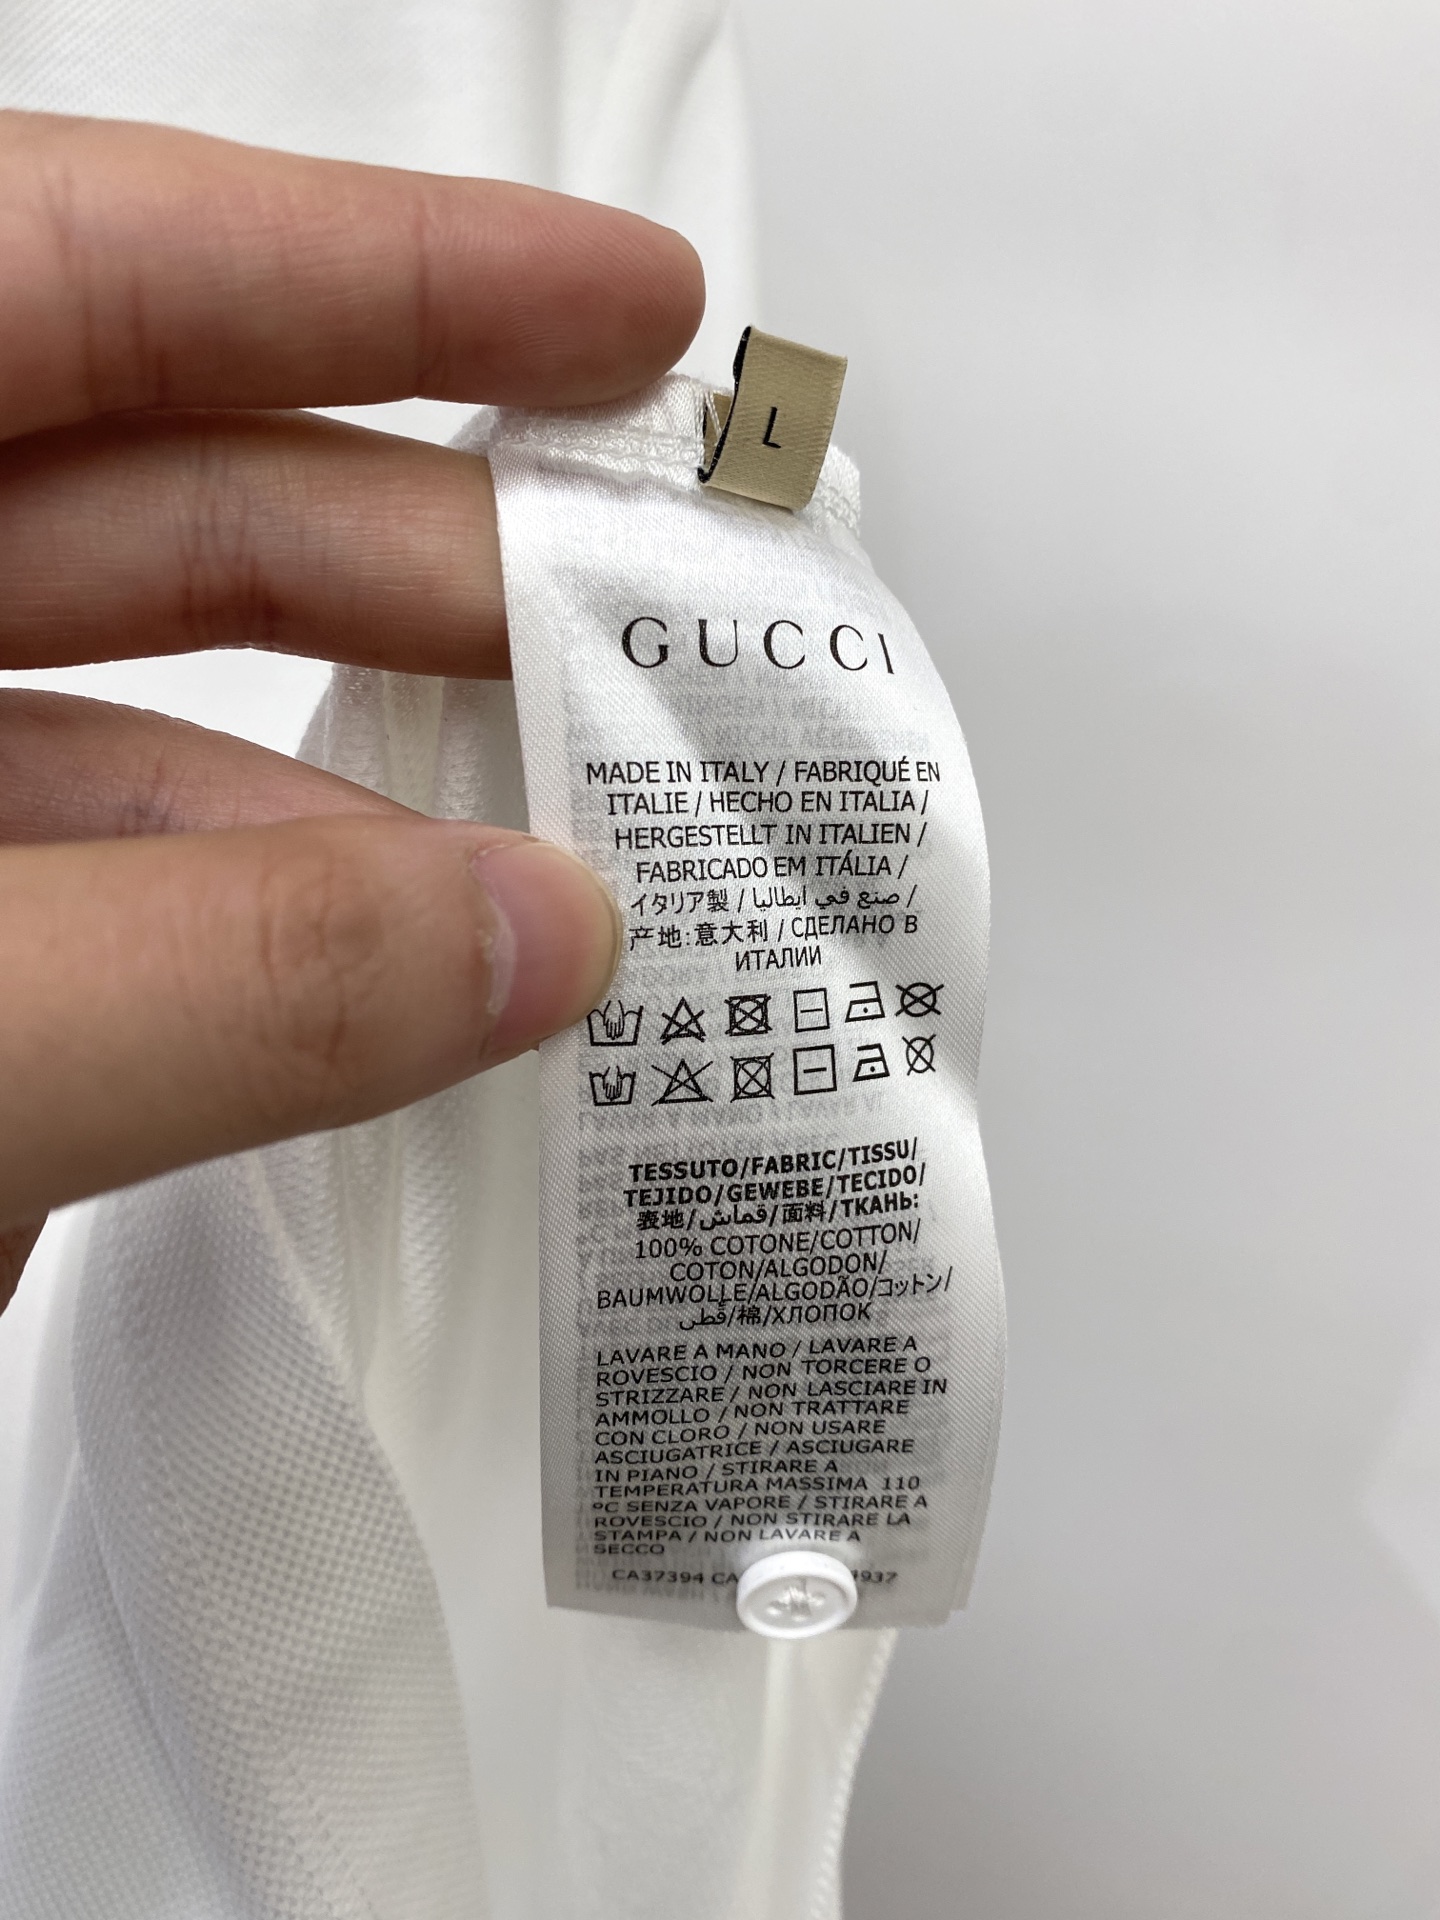 L
GUCCI
MADE IN ITALY / FABRIQUÉ EN
ITALIE / HECHO EN ITALIA /
HERGESTELLT IN ITALIEN /
FABRICADO EM ITÁLIA /
イタリア製 / صنع في ايطاليا /
产地:意大利 / СДЕЛАНО В
ИТАЛИИ
TESSUTO/FABRIC/TISSU/
TEJIDO/GEWEBE/TECIDO/
表地/قماش/面料/ТКАНЬ:
100% COTONE/COTTON/
COTON/ALGODON/
BAUMWOLLE/ALGODÃO/コットン/
قطن/棉/ХЛОПОК
LAVARE A MANO / LAVARE A
ROVESCIO / NON TORCERE O
STRIZZARE / NON LASCIARE IN
AMMOLLO / NON TRATTARE
CON CLORO / NON USARE
ASCIUGATRICE / ASCIUGARE
IN PIANO / STIRARE A
TEMPERATURA MASSIMA 110
°C SENZA VAPORE / STIRARE A
ROVESCIO / NON STIRARE LA
STAMPA / NON LAVARE A
SECCO
CA37394